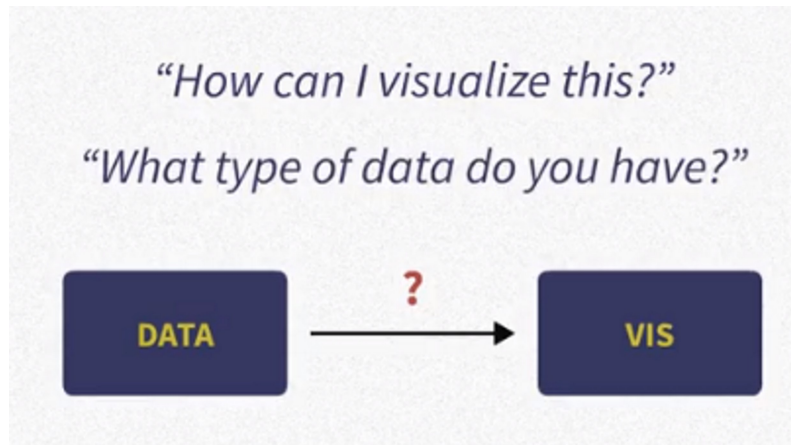 “How can I visualize this?”
“What type of data do you have?”
?
DATA
VIS